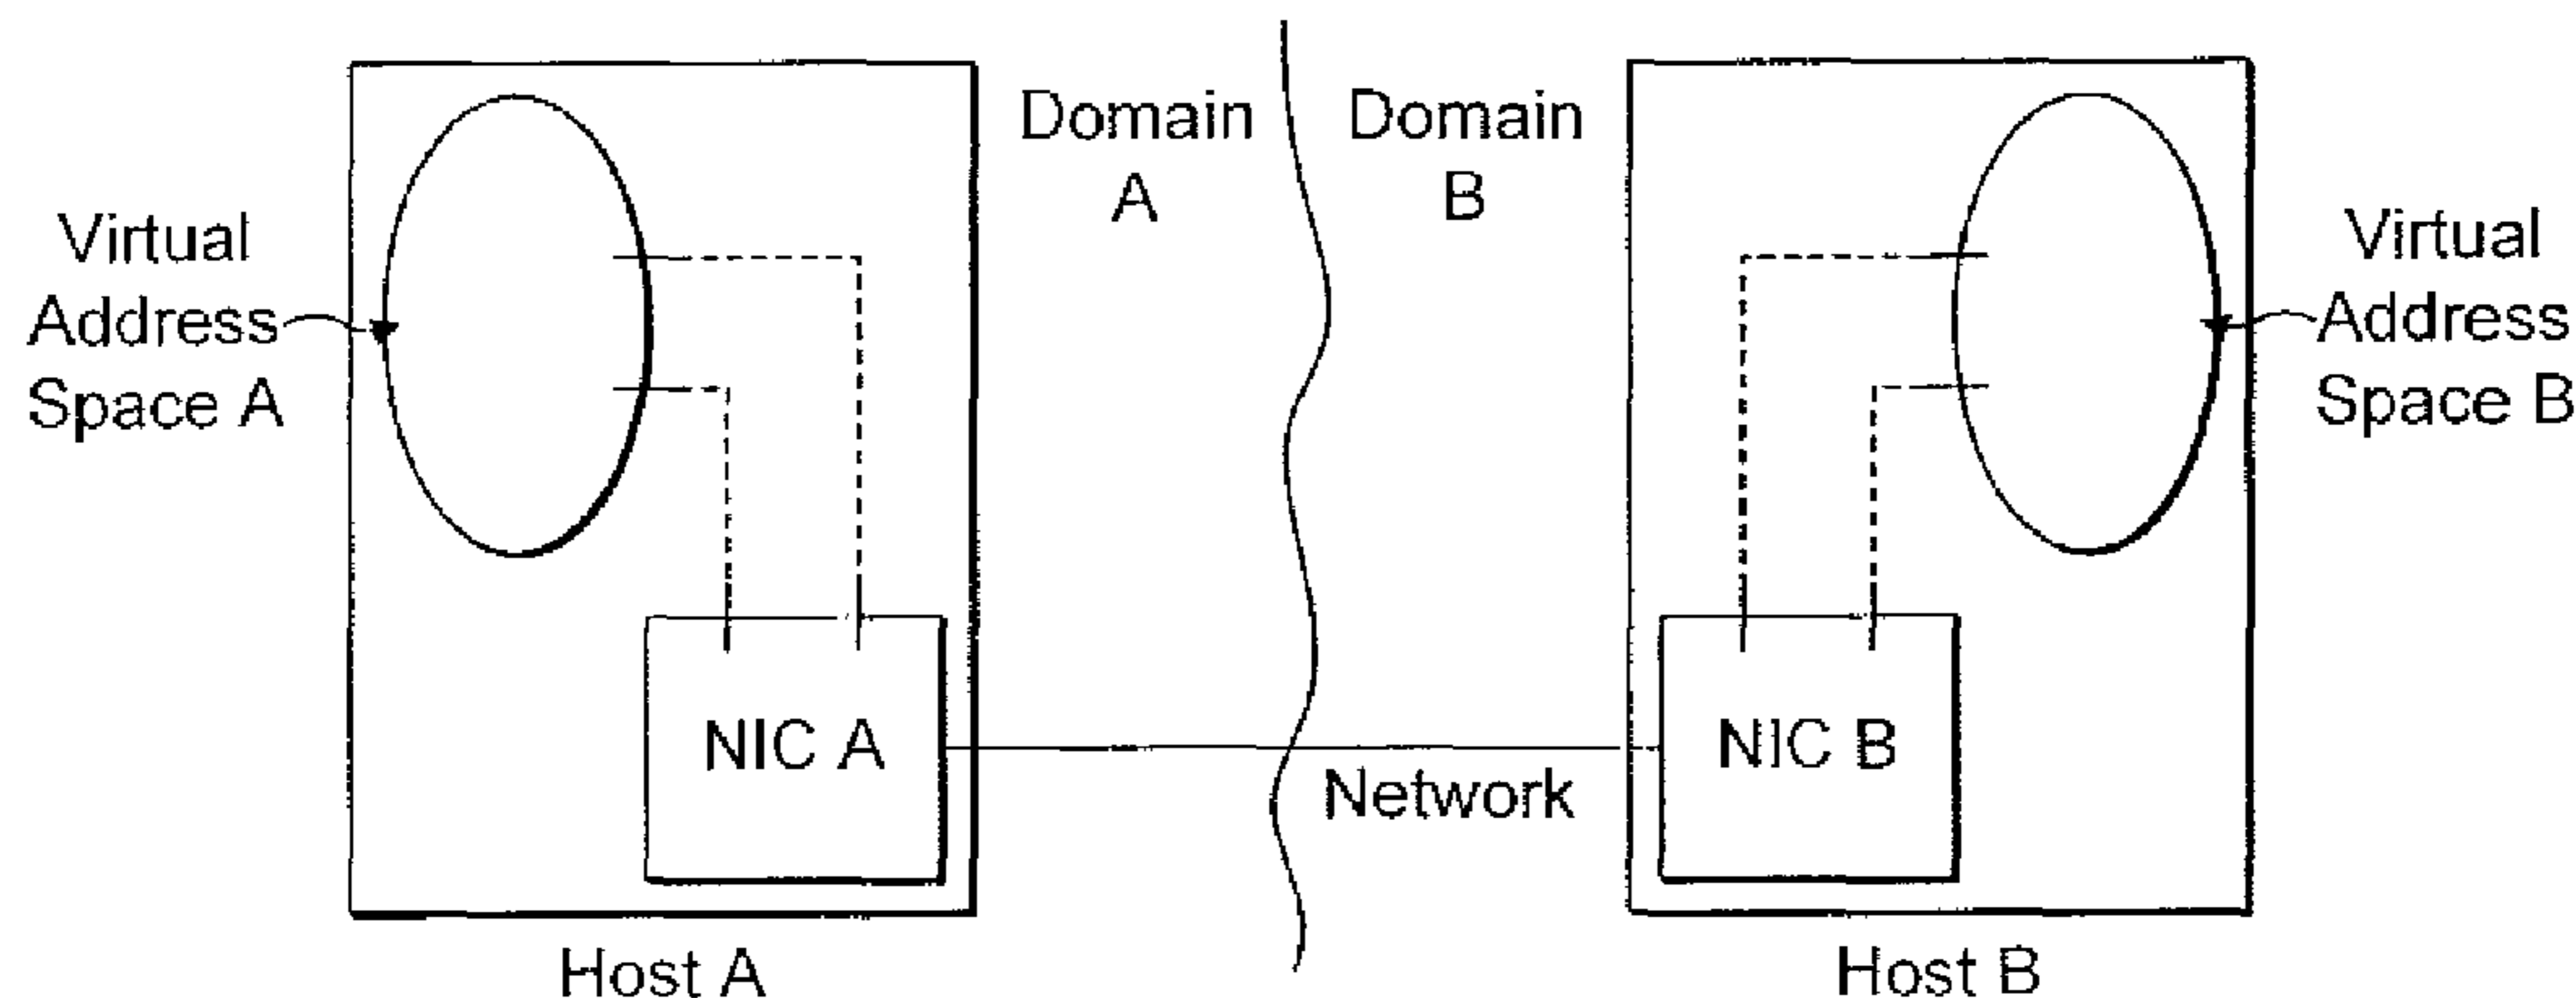 Virtual
Address
Space A
Domain
A
Domain
B
Virtual
Address
Space B
NIC A
Network
NIC B
Host A
Host B